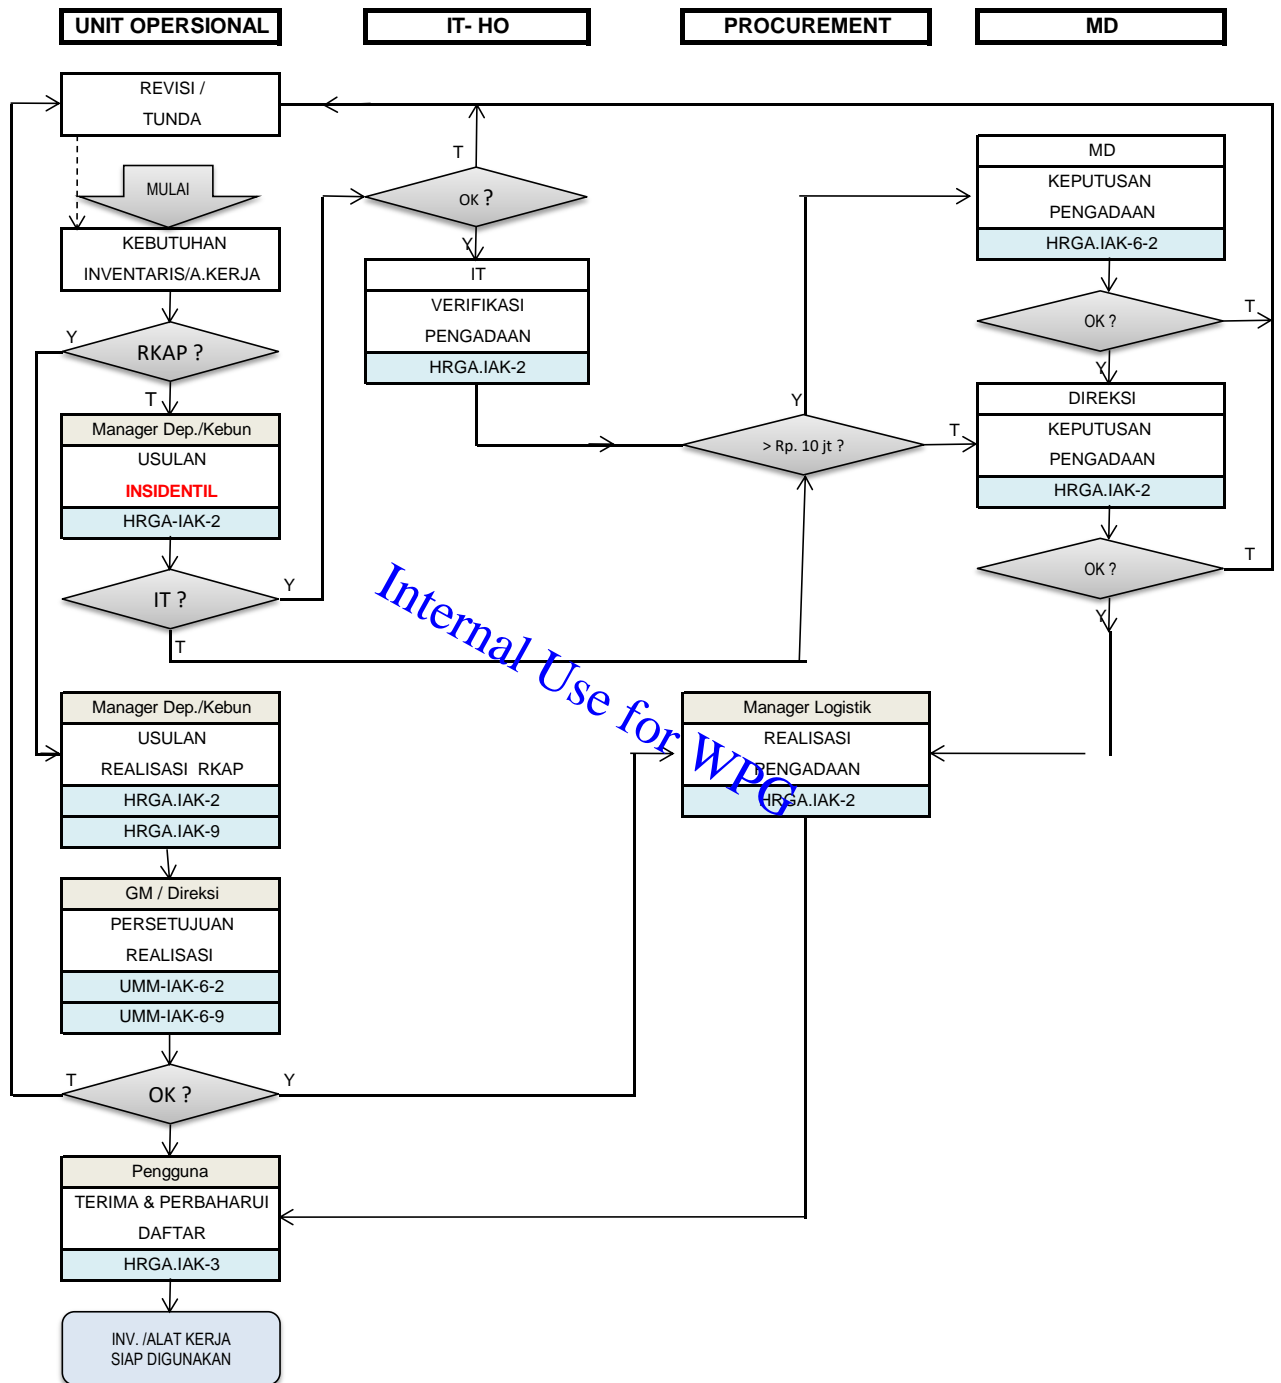 UNIT OPERSIONAL
IT- HO
PROCUREMENT
MD
REVISI /
TUNDA
MULAI
KEBUTUHAN
INVENTARIS/A.KERJA
RKAP ?
Y
T
Manager Dep./Kebun
USULAN
INSIDENTIL
HRGA-IAK-2
IT ?
Y
T
Manager Dep./Kebun
USULAN
REALISASI RKAP
HRGA.IAK-2
HRGA.IAK-9
GM / Direksi
PERSETUJUAN
REALISASI
UMM-IAK-6-2
UMM-IAK-6-9
T
OK ?
Y
Pengguna
TERIMA & PERBAHARUI
DAFTAR
HRGA.IAK-3
INV. /ALAT KERJA
SIAP DIGUNAKAN
T
OK ?
Y
IT
VERIFIKASI
PENGADAAN
HRGA.IAK-2
Y
> Rp. 10 jt ?
T
Manager Logistik
REALISASI
PENGADAAN
HRGA.IAK-2
MD
KEPUTUSAN
PENGADAAN
HRGA.IAK-6-2
OK ?
T
Y
DIREKSI
KEPUTUSAN
PENGADAAN
HRGA.IAK-2
OK ?
T
Y
Internal Use for WPG